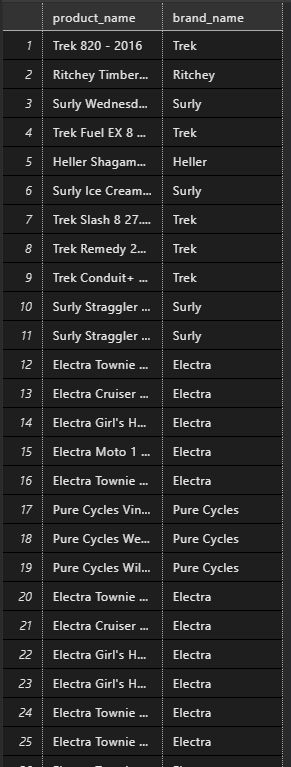 product_name brand_name
1 Trek 820 - 2016 Trek
2 Ritchey Timber... Ritchey
3 Surly Wednesd... Surly
4 Trek Fuel EX 8 ... Trek
5 Heller Shagam... Heller
6 Surly Ice Cream... Surly
7 Trek Slash 8 27.... Trek
8 Trek Remedy 2... Trek
9 Trek Conduit+ ... Trek
10 Surly Straggler ... Surly
11 Surly Straggler ... Surly
12 Electra Townie ... Electra
13 Electra Cruiser ... Electra
14 Electra Girl's H... Electra
15 Electra Moto 1 ... Electra
16 Electra Townie ... Electra
17 Pure Cycles Vin... Pure Cycles
18 Pure Cycles We... Pure Cycles
19 Pure Cycles Wil... Pure Cycles
20 Electra Townie ... Electra
21 Electra Cruiser ... Electra
22 Electra Girl's H... Electra
23 Electra Girl's H... Electra
24 Electra Townie ... Electra
25 Electra Townie ... Electra